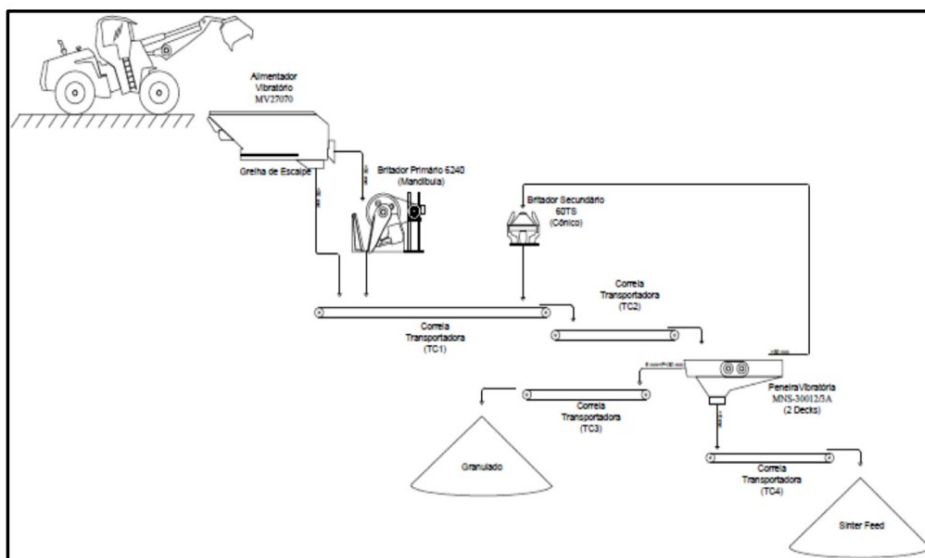 Alimentador
Vibratório
MV27070
Grelha de Escalpe
Britador Primário 6240
(Mandíbula)
Britador Secundário
60TS
(Cônico)
Correia
Transportadora
(TC1)
Correia
Transportadora
(TC2)
Peneira Vibratória
MNS-30012/3A
(2 Decks)
Correia
Transportadora
(TC3)
Granulado
Correia
Transportadora
(TC4)
Sinter Feed